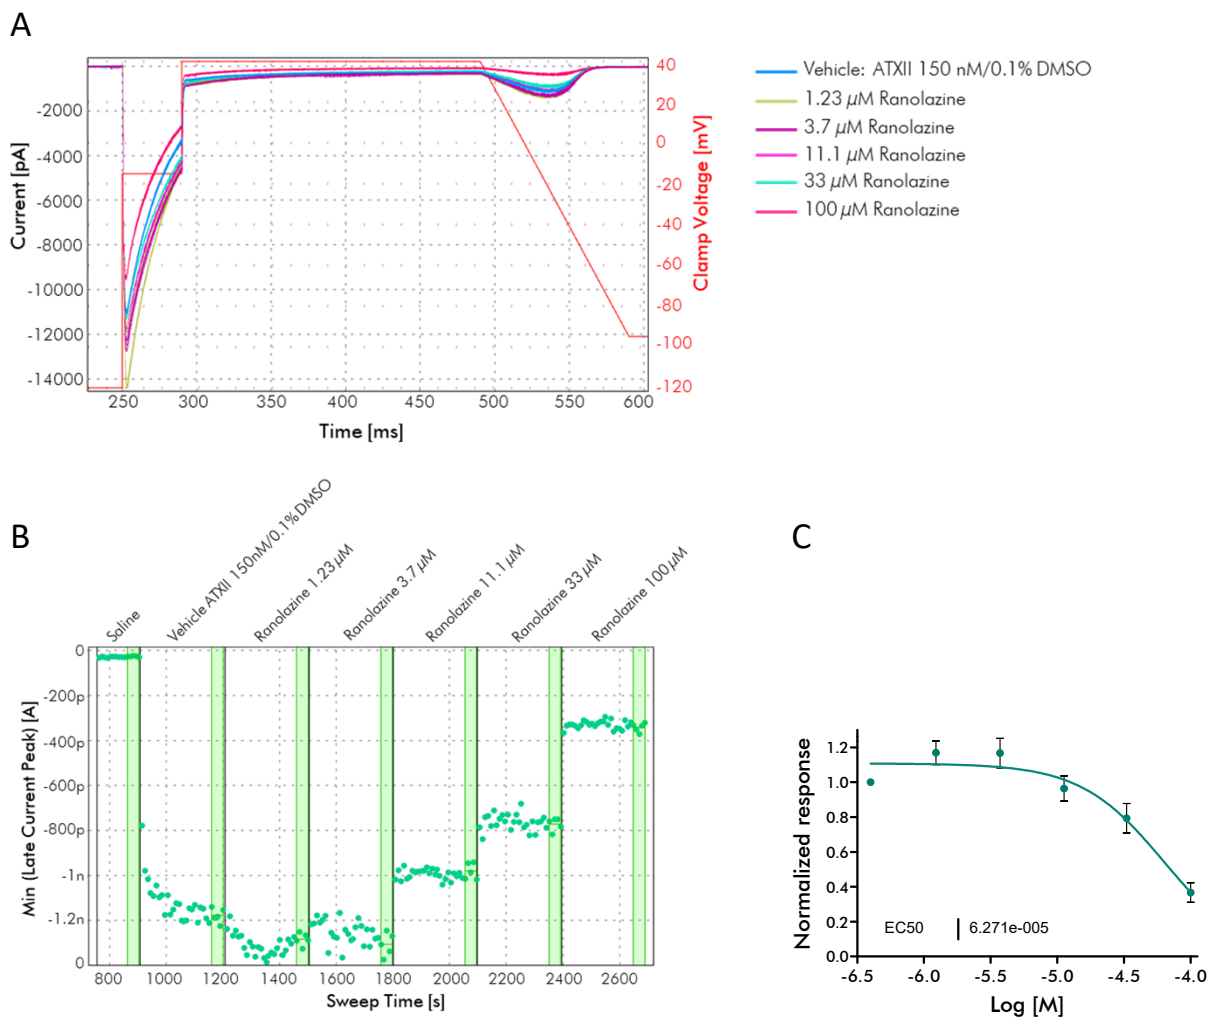 A
Current [pA]
-2000
-4000
-6000
-8000
-10000
-12000
-14000
250
300
350
400
450
500
550
600
Time [ms]
40
20
0
-20
-40
-60
-80
-100
-120
Clamp Voltage [mV]
Vehicle: ATXII 150 nM/0.1% DMSO
1.23 µM Ranolazine
3.7 µM Ranolazine
11.1 µM Ranolazine
33 µM Ranolazine
100 µM Ranolazine
B
Saline
Vehicle ATXII 150nM/0.1% DMSO
Ranolazine 1.23 µM
Ranolazine 3.7 µM
Ranolazine 11.1 µM
Ranolazine 33 µM
Ranolazine 100 µM
Min (Late Current Peak) [A]
0
-200p
-400p
-600p
-800p
-1n
-1.2n
0
800
1000
1200
1400
1600
1800
2000
2200
2400
2600
Sweep Time [s]
C
Normalized response
1.2
1.0
0.8
0.6
0.4
0.2
0.0
EC50
6.271e-005
-6.5
-6.0
-5.5
-5.0
-4.5
-4.0
Log [M]